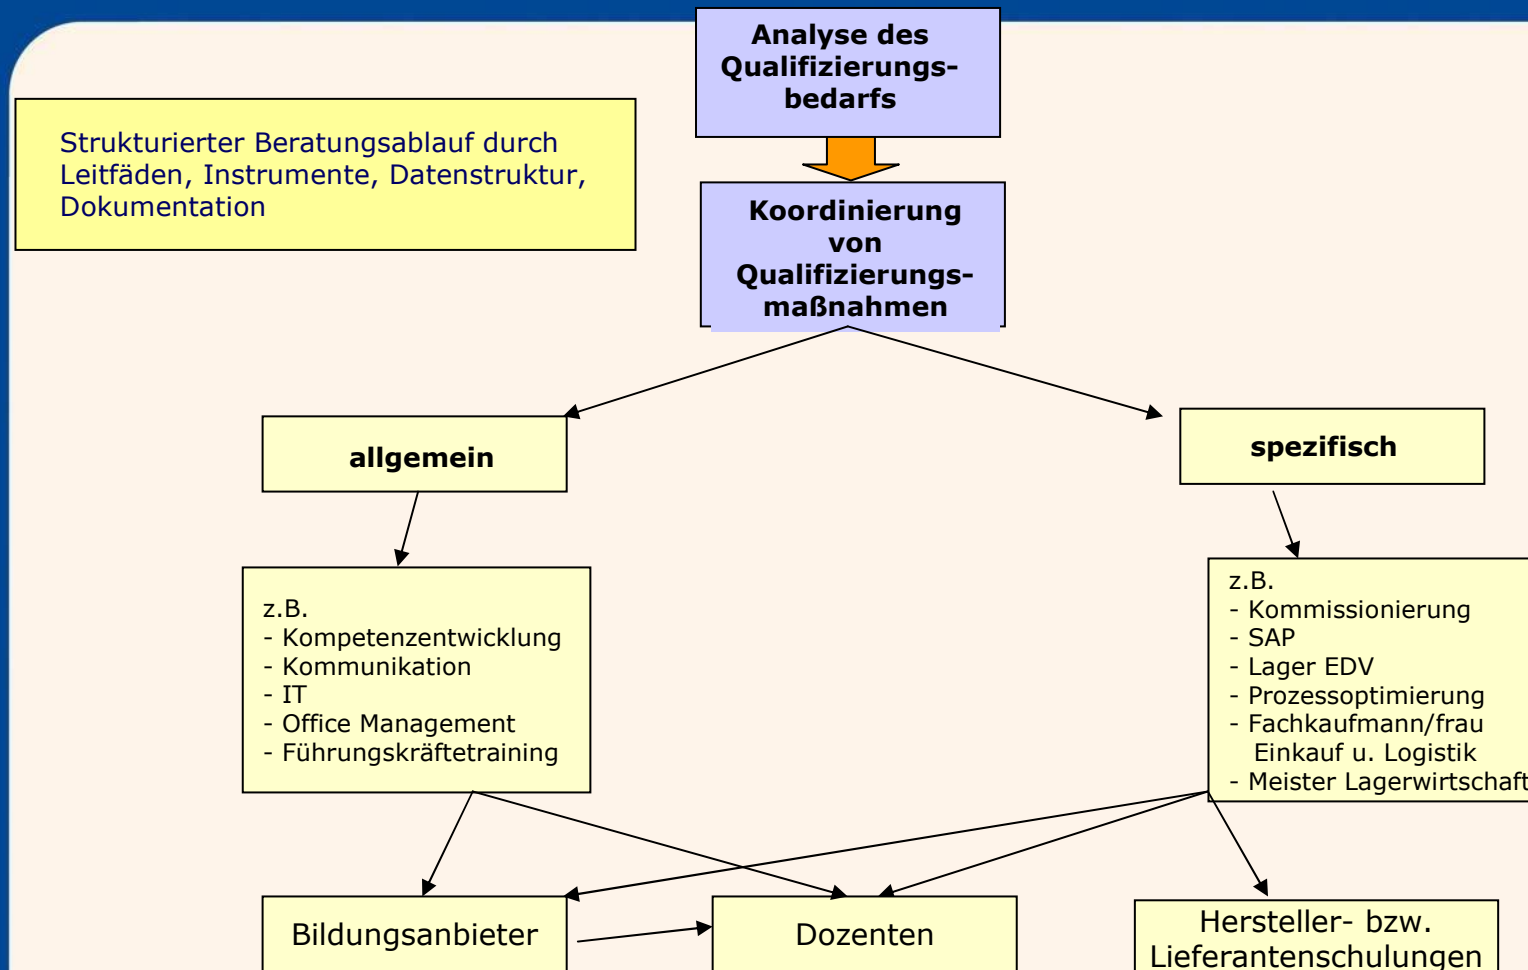 Analyse des
Qualifizierungs-
bedarfs
Strukturierter Beratungsablauf durch
Leitfäden, Instrumente, Datenstruktur,
Dokumentation
Koordinierung
von
Qualifizierungs-
maßnahmen
allgemein
spezifisch
z.B.
- Kompetenzentwicklung
- Kommunikation
- IT
- Office Management
- Führungskräftetraining
z.B.
- Kommissionierung
- SAP
- Lager EDV
- Prozessoptimierung
- Fachkaufmann/frau
Einkauf u. Logistik
- Meister Lagerwirtschaft
Bildungsanbieter
Dozenten
Hersteller- bzw.
Lieferantenschulungen